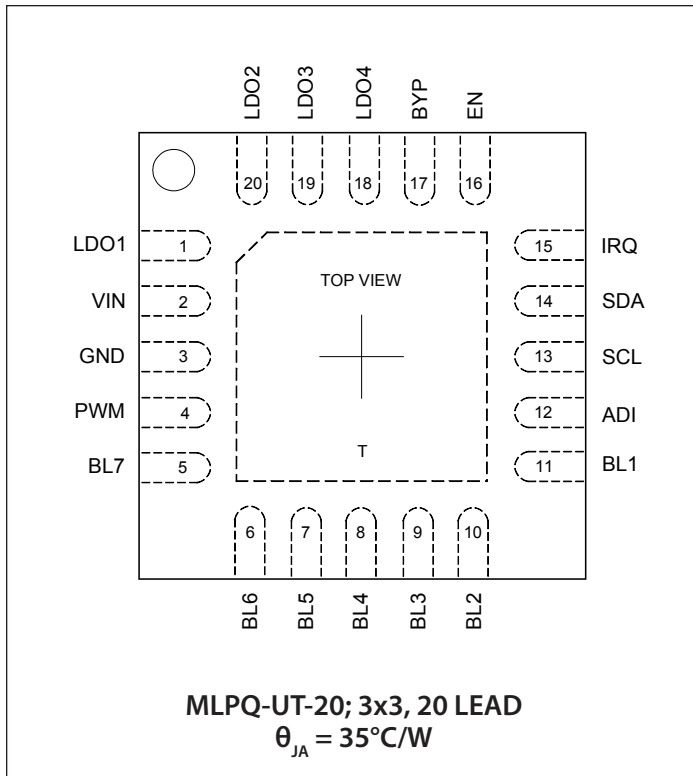 LDO2 LDO3 LDO4 BYP EN
20 19 18 17 16
LDO1 1 15 IRQ
VIN 2 14 SDA
GND 3 13 SCL
PWM 4 12 ADI
BL7 5 11 BL1
TOP VIEW
T
6 7 8 9 10
BL6 BL5 BL4 BL3 BL2
MLPQ-UT-20; 3x3, 20 LEAD
θJA = 35°C/W